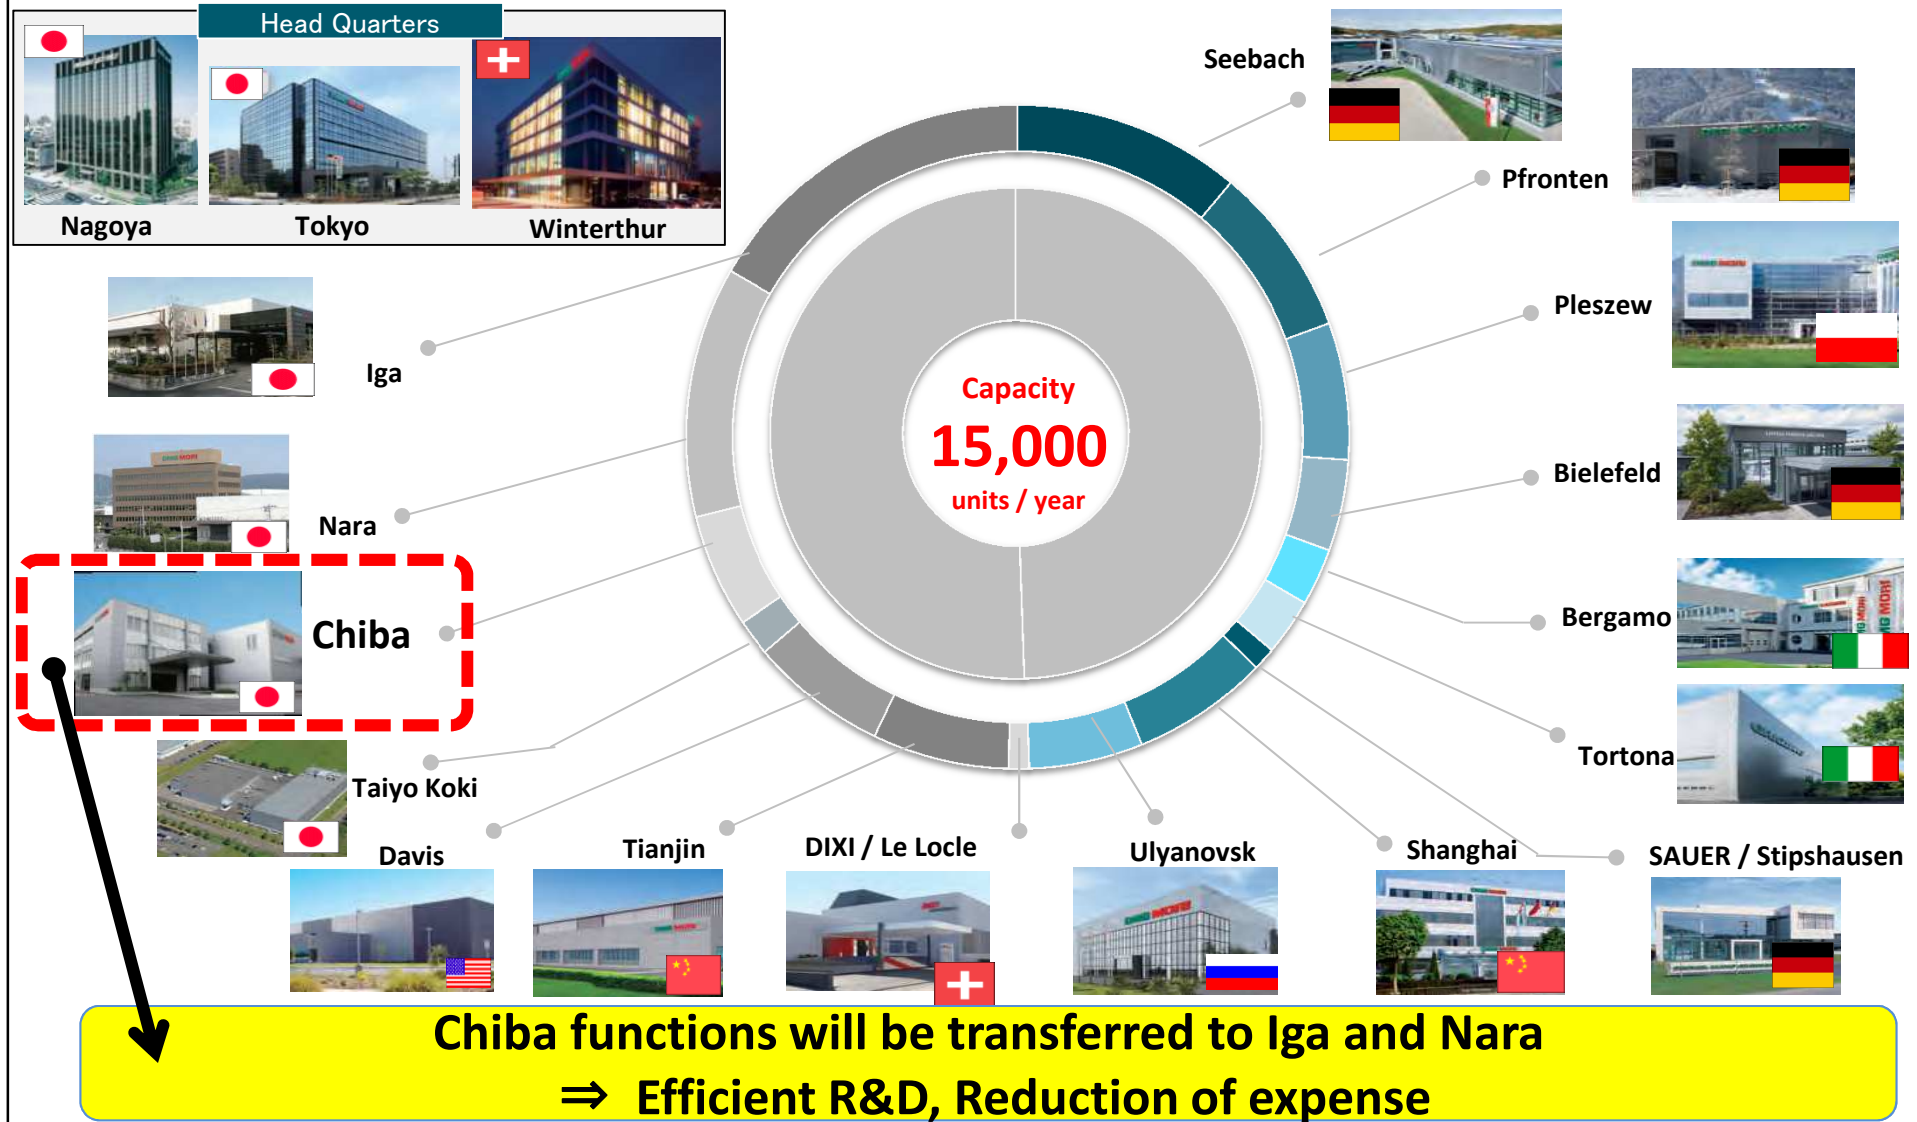 Head Quarters
Nagoya
Tokyo
Winterthur
Seebach
Pfronten
Pleszew
Bielefeld
Bergamo
Tortona
SAUER / Stipshausen
Shanghai
Ulyanovsk
DIXI / Le Locle
Tianjin
Davis
Taiyo Koki
Chiba
Nara
Iga
Capacity
15,000
units / year
Chiba functions will be transferred to Iga and Nara
⇒ Efficient R&D, Reduction of expense